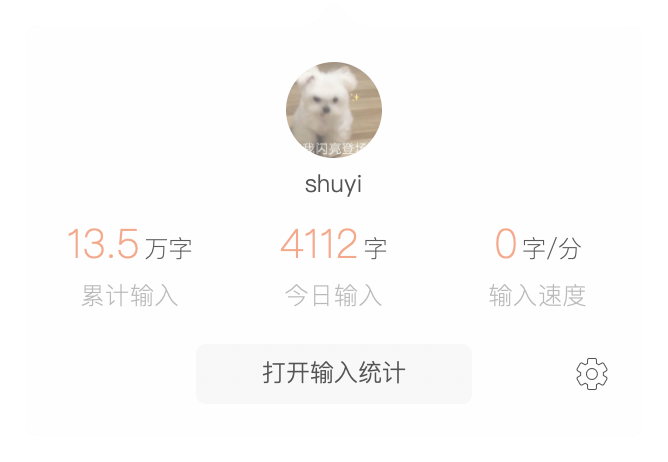 我闪亮登场
shuyi
13.5 万字
4112 字
0 字/分
累计输入
今日输入
输入速度
打开输入统计